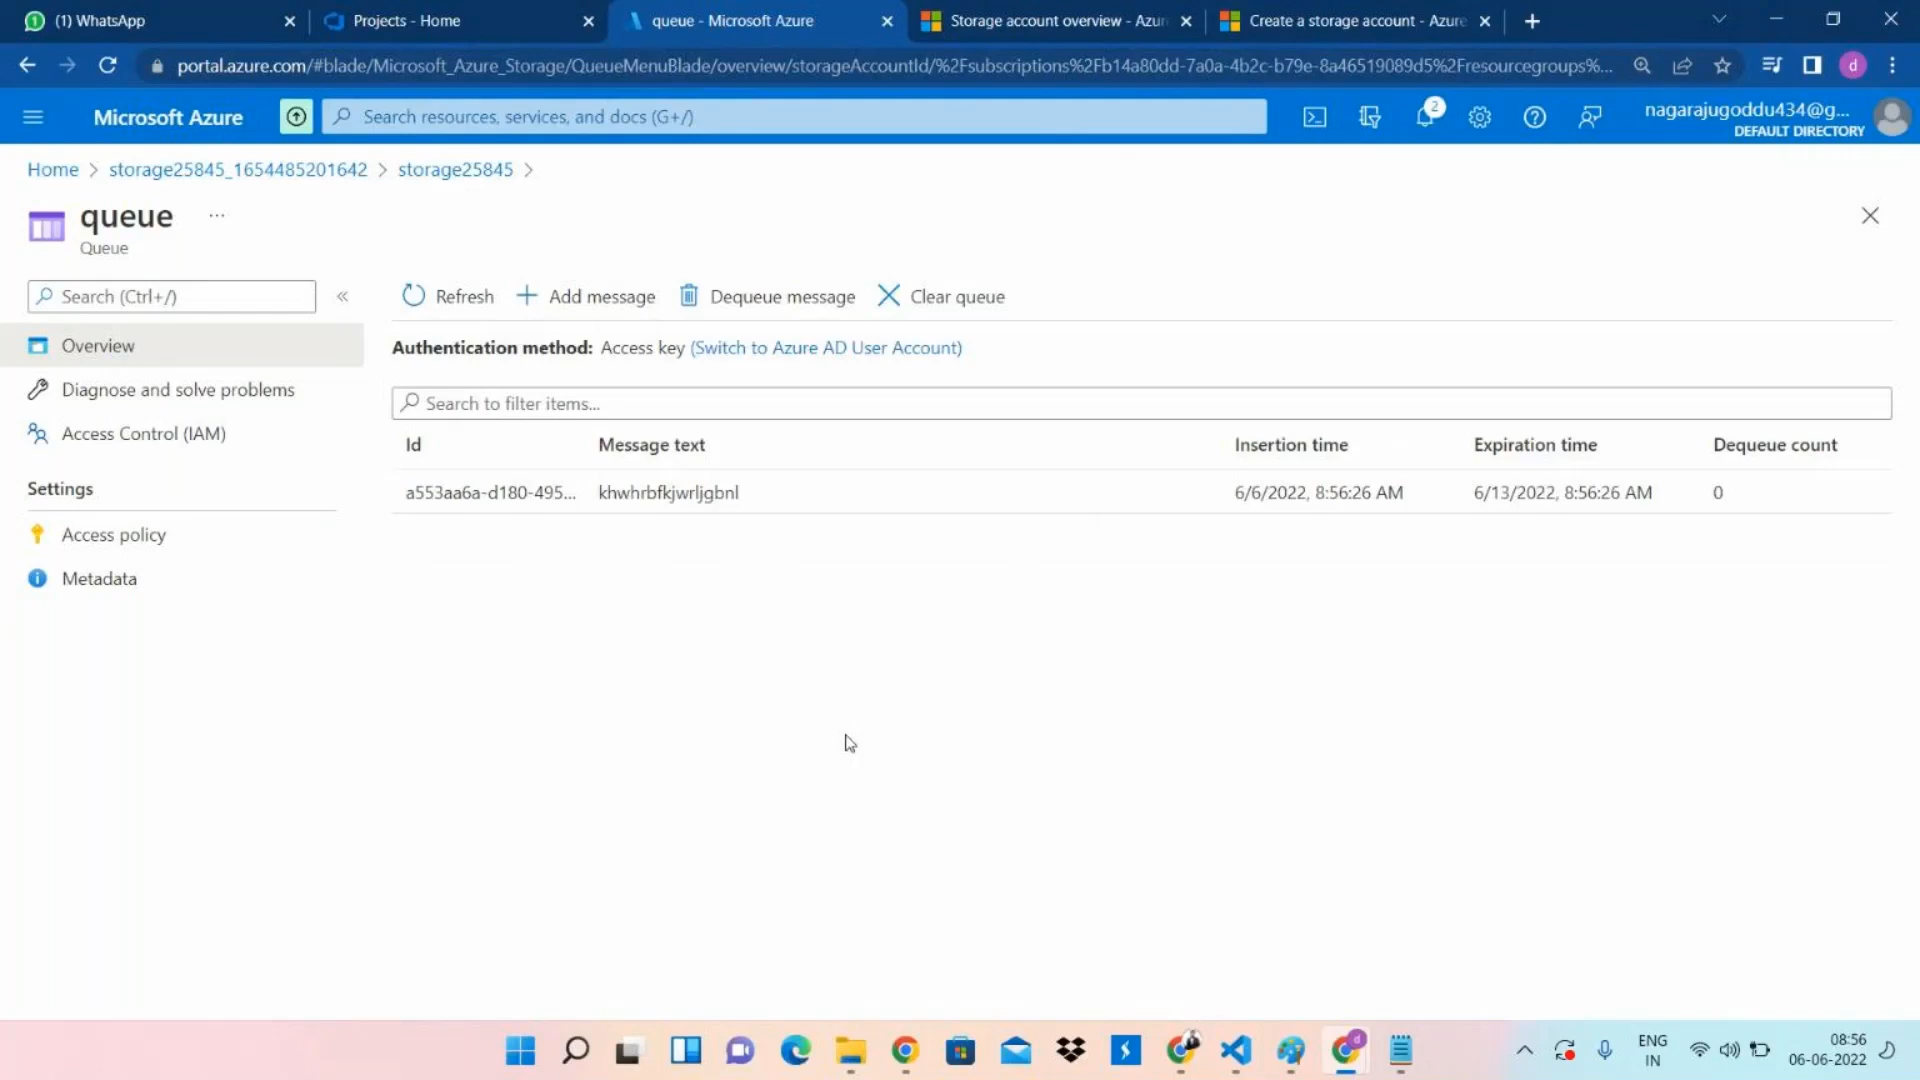 (1) WhatsApp
Projects - Home
queue - Microsoft Azure
Storage account overview - Azur
Create a storage account - Azure
portal.azure.com/#blade/Microsoft_Azure_Storage/QueueMenuBlade/overview/storageAccountId/%2Fsubscriptions%2Fb14a80dd-7a0a-4b2c-b79e-8a46519089d5%2Fresourcegroups%...
d
Microsoft Azure
Search resources, services, and docs (G+/)
2
nagarajugoddu434@g...
DEFAULT DIRECTORY
Home > storage25845_1654485201642 > storage25845 >
queue ...
Queue
Search (Ctrl+/)
«
Overview
Diagnose and solve problems
Access Control (IAM)
Settings
Access policy
Metadata
Refresh
Add message
Dequeue message
Clear queue
Authentication method: Access key (Switch to Azure AD User Account)
Search to filter items...
Id Message text Insertion time Expiration time Dequeue count
a553aa6a-d180-495... khwhrbfkjwrljgbnl 6/6/2022, 8:56:26 AM 6/13/2022, 8:56:26 AM 0
ENG
IN
08:56
06-06-2022